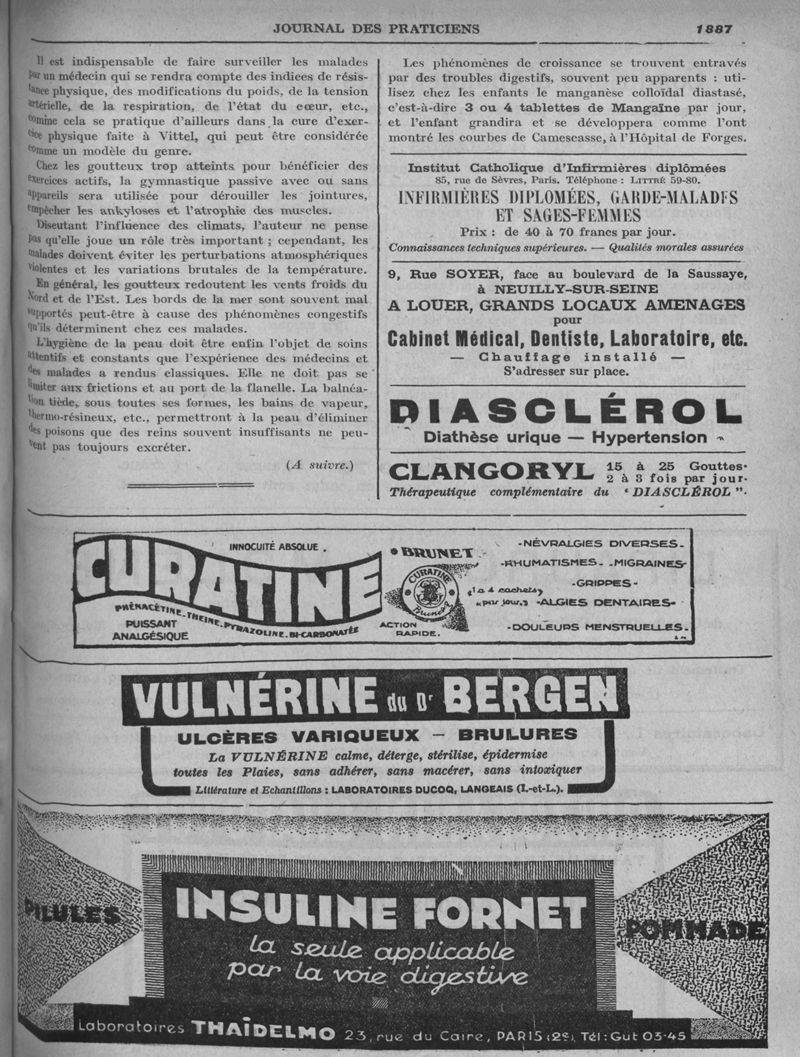 JOURNAL DES PRATICIENS 1887
Il est indispensable de faire surveiller les malades
par un médecin qui se rendra compte des indices de résis-
tance physique, des modifications du poids, de la tension
artérielle, de la respiration, de l'état du cœur, etc.,
comme cela se pratique d'ailleurs dans la cure d'exer-
cice physique faite à Vittel, qui peut être considérée
comme un modèle du genre.
Chez les goutteux trop atteints pour bénéficier des
exercices actifs, la gymnastique passive avec ou sans
appareils sera utilisée pour dérouiller les jointures,
empêcher les ankyloses et l'atrophie des muscles.
Discutant l'influence des climats, l'auteur ne pense
pas qu'elle joue un rôle très important ; cependant, les
malades doivent éviter les perturbations atmosphériques
violentes et les variations brutales de la température.
En général, les goutteux redoutent les vents froids du
Nord et de l'Est. Les bords de la mer sont souvent mal
supportés peut-être à cause des phénomènes congestifs
qu'ils déterminent chez ces malades.
L'hygiène de la peau doit être enfin l'objet de soins
attentifs et constants que l'expérience des médecins et
des malades a rendus classiques. Elle ne doit pas se
limiter aux frictions et au port de la flanelle. La balnéa-
tion tiède, sous toutes ses formes, les bains de vapeur,
thermo-résineux, etc., permettront à la peau d'éliminer
des poisons que des reins souvent insuffisants ne peu-
vent pas toujours excréter.
(A suivre.)
Les phénomènes de croissance se trouvent entravés
par des troubles digestifs, souvent peu apparents : uti-
lisez chez les enfants le manganèse colloïdal diastasé,
c'est-à-dire 3 ou 4 tablettes de Mangaïne par jour,
et l'enfant grandira et se développera comme l'ont
montré les courbes de Camescasse, à l'Hôpital de Forges.
Institut Catholique d'Infirmières diplômées
85, rue de Sèvres, Paris. Téléphone : LITTRÉ 59-80.
INFIRMIÈRES DIPLOMÉES, GARDE-MALADES
ET SAGES-FEMMES
Prix : de 40 à 70 francs par jour.
Connaissances techniques supérieures. — Qualités morales assurées
9, Rue SOYER, face au boulevard de la Saussaye,
à NEUILLY-SUR-SEINE
A LOUER, GRANDS LOCAUX AMENAGES
pour
Cabinet Médical, Dentiste, Laboratoire, etc.
— Chauffage installé —
S'adresser sur place.
DIASCLÉROL
Diathèse urique — Hypertension
CLANGORYL 15 à 25 Gouttes
2 à 3 fois par jour
Thérapeutique complémentaire du "DIASCLÉROL".
CURATINE
INNOCUITÉ ABSOLUE.
PHÉNACÉTINE-THÉINE-PYRAZOLINE.BI-CARBONATÉE
PUISSANT
ANALGÉSIQUE
BRUNET
CURATINE
Brunet
ACTION
RAPIDE.
1 à 4 cachets
par jour.
-NÉVRALGIES DIVERSES-
-RHUMATISMES- -MIGRAINES-
-GRIPPES-
-ALGIES DENTAIRES-
-DOULEURS MENSTRUELLES-
VULNÉRINE du Dr BERGEN
ULCÈRES VARIQUEUX — BRULURES
La VULNÉRINE calme, déterge, stérilise, épidermise
toutes les Plaies, sans adhérer, sans macérer, sans intoxiquer
Littérature et Echantillons : LABORATOIRES DUCOQ, LANGEAIS (I.-et-L.).
PILULES
INSULINE FORNET
la seule applicable
par la voie digestive
POMMADE
Laboratoires THAÏDELMO 23, rue du Caire, PARIS (2e). Tél: Gut 03-45